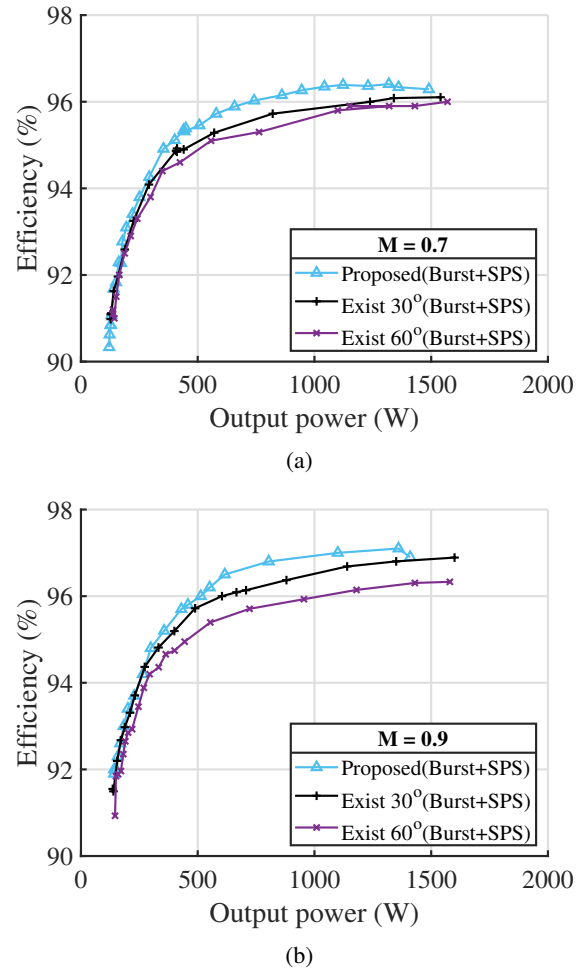 98
96
94
92
90
Efficiency (%)
0 500 1000 1500 2000
Output power (W)
M = 0.7
Proposed(Burst+SPS)
Exist 30°(Burst+SPS)
Exist 60°(Burst+SPS)
(a)
98
96
94
92
90
Efficiency (%)
0 500 1000 1500 2000
Output power (W)
M = 0.9
Proposed(Burst+SPS)
Exist 30°(Burst+SPS)
Exist 60°(Burst+SPS)
(b)